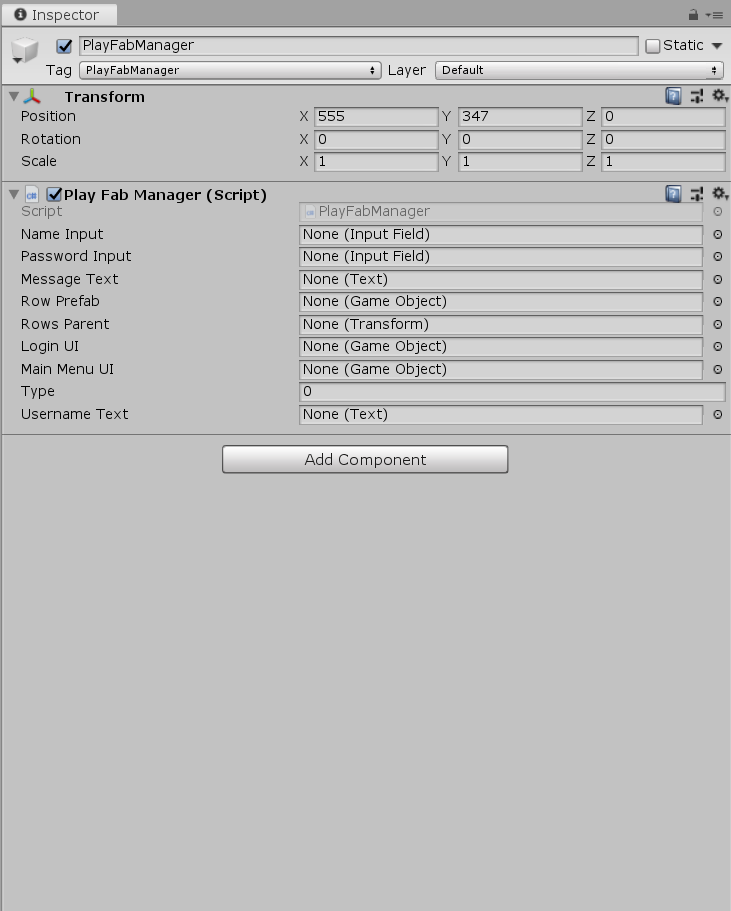 Inspector
PlayFabManager Static
Tag PlayFabManager Layer Default
Transform
Position X 555 Y 347 Z 0
Rotation X 0 Y 0 Z 0
Scale X 1 Y 1 Z 1
Play Fab Manager (Script)
Script PlayFabManager
Name Input None (Input Field)
Password Input None (Input Field)
Message Text None (Text)
Row Prefab None (Game Object)
Rows Parent None (Transform)
Login UI None (Game Object)
Main Menu UI None (Game Object)
Type 0
Username Text None (Text)
Add Component